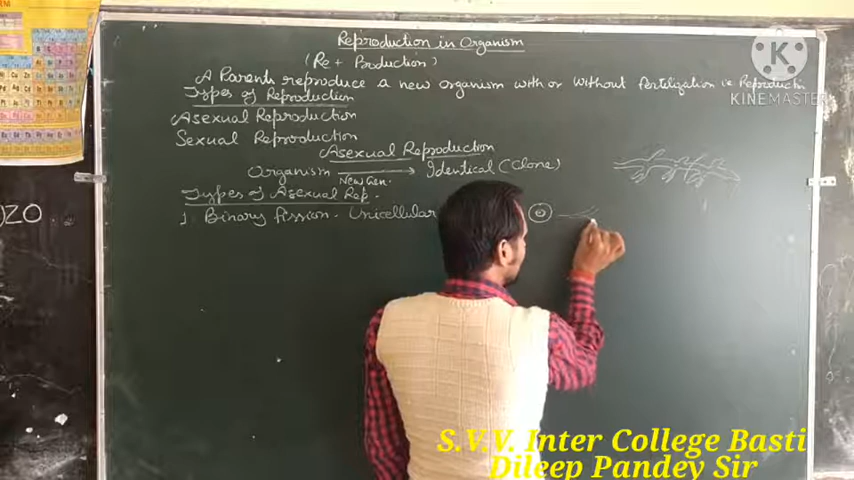 Reproduction in Organism
(Re + Production)
A Parents reproduce a new organism with or without fertilization i.e Reproduction
Types of Reproduction
Asexual Reproduction
Sexual Reproduction
Asexual Reproduction
Organism New Gen. Identical (Clone)
Types of Asexual Rep.
1. Binary fission - Unicellular
ZO
K
KINEMASTER
S.V.V. Inter College Basti
Dileep Pandey Sir